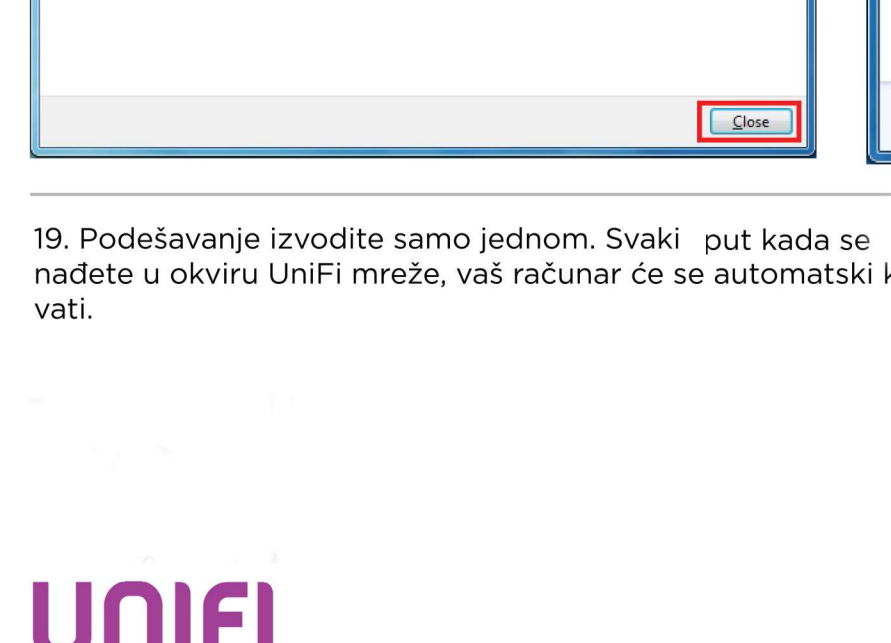 Close
19. Podešavanje izvodite samo jednom. Svaki put kada se
nađete u okviru UniFi mreže, vaš računar će se automatski
vati.
UNIFI